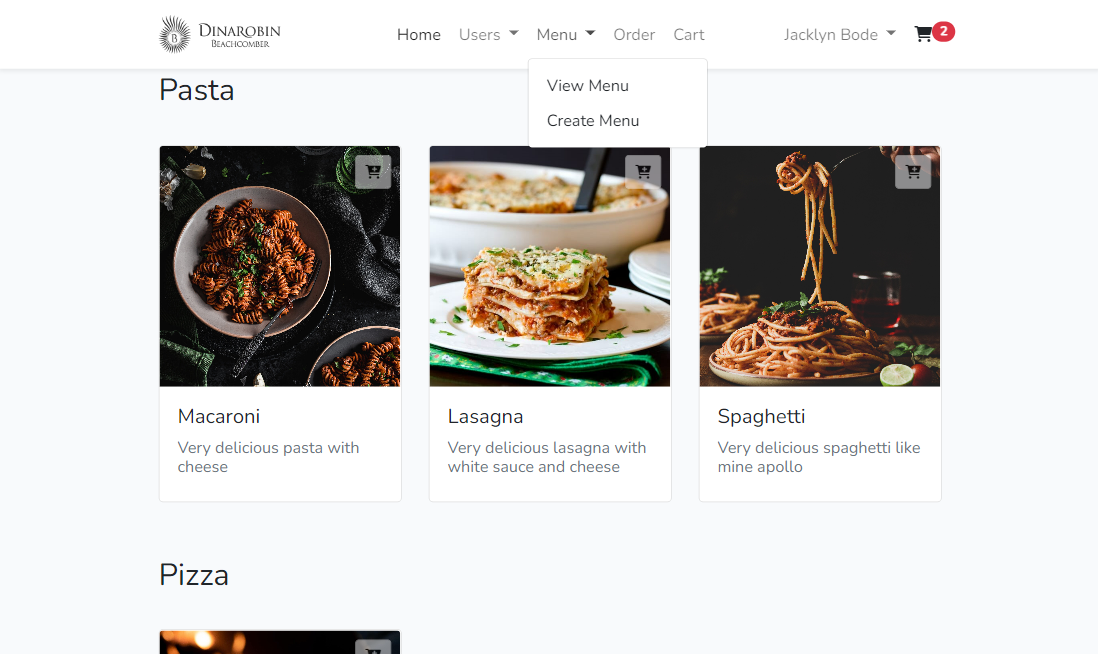 DINAROBIN
BEACHCOMBER
B
Home Users Menu Order Cart Jacklyn Bode 2
View Menu
Create Menu
Pasta
Macaroni
Very delicious pasta with
cheese
Lasagna
Very delicious lasagna with
white sauce and cheese
Spaghetti
Very delicious spaghetti like
mine apollo
Pizza